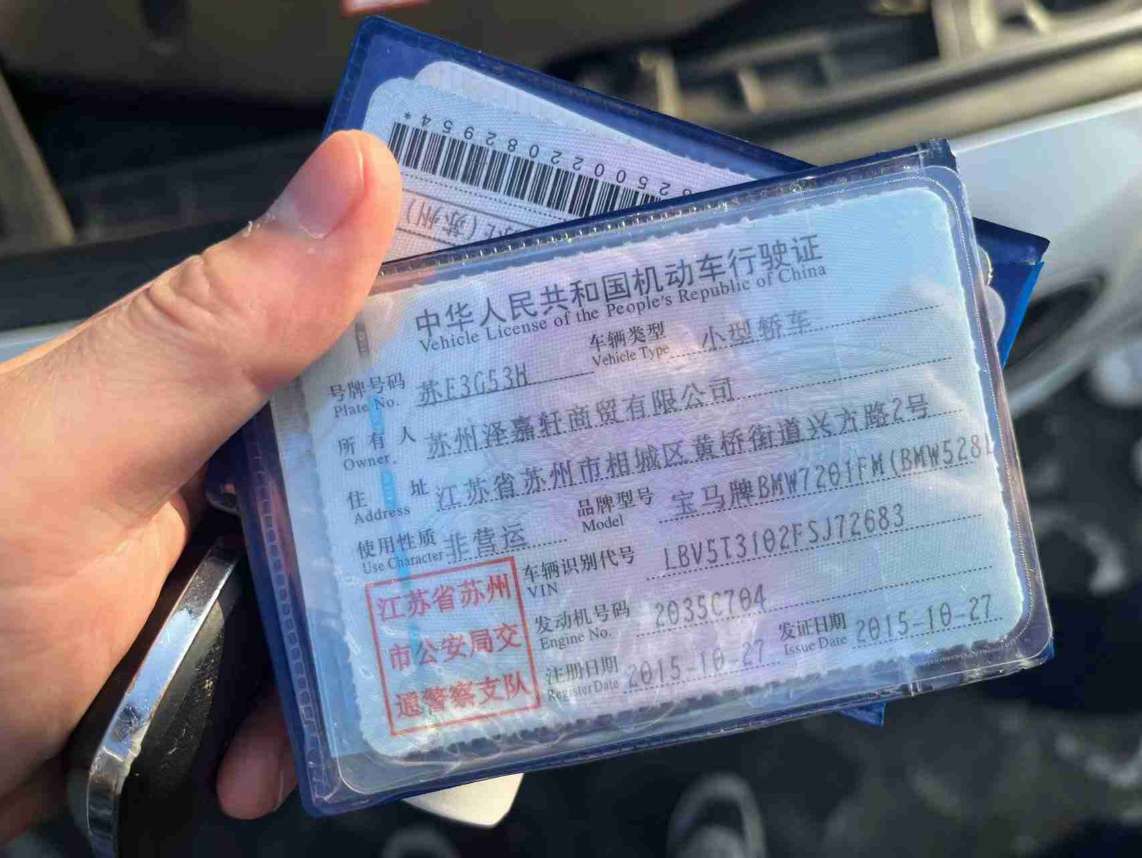 3250022082954*
(苏州)
中华人民共和国机动车行驶证
Vehicle License of the People's Republic of China
号牌号码 苏E3G53H 车辆类型 小型轿车
Plate No. Vehicle Type
所有人 苏州泽嘉轩商贸有限公司
Owner
住址 江苏省苏州市相城区黄桥街道兴方路2号
Address
使用性质 非营运 品牌型号 宝马牌BMW7201FM(BMW528L
Use Character Model
车辆识别代号 LBV5T3102FSJ72683
VIN
发动机号码 2035C704
Engine No.
注册日期 2015-10-27 发证日期 2015-10-27
Register Date Issue Date
江苏省苏州
市公安局交
通警察支队